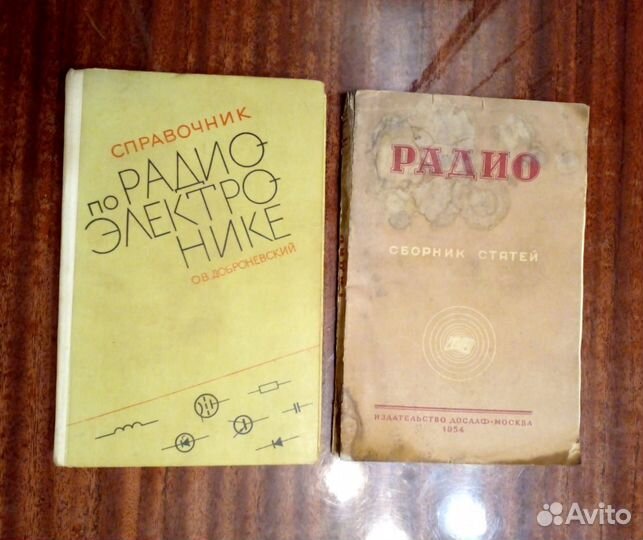 СПРАВОЧНИК
ПО РАДИО-
ЭЛЕКТРО-
НИКЕ
О.В. ДОБРОНЕВСКИЙ
РАДИО
СБОРНИК СТАТЕЙ
ИЗДАТЕЛЬСТВО ДОСААФ-МОСКВА
1954
Avito